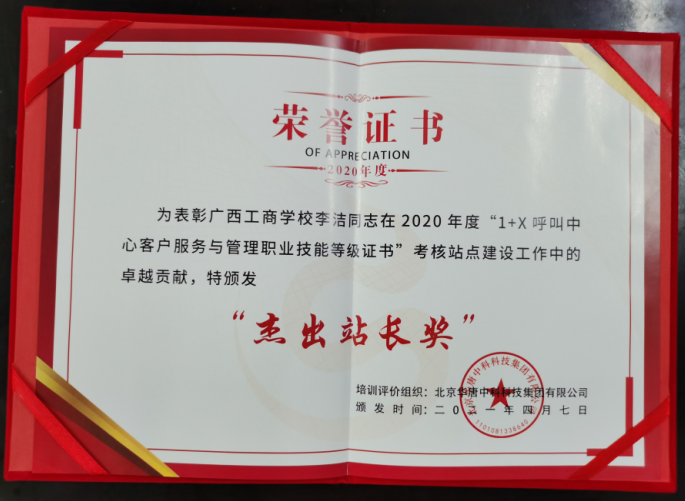 荣誉证书
OF APPRECIATION
2020年度
为表彰广西工商学校李洁同志在2020年度“1+X呼叫中
心客户服务与管理职业技能等级证书”考核站点建设工作中的
卓越贡献，特颁发
“杰出站长奖”
培训评价组织：北京华唐中科科技集团有限公司
颁发时间：二〇二一年四月七日